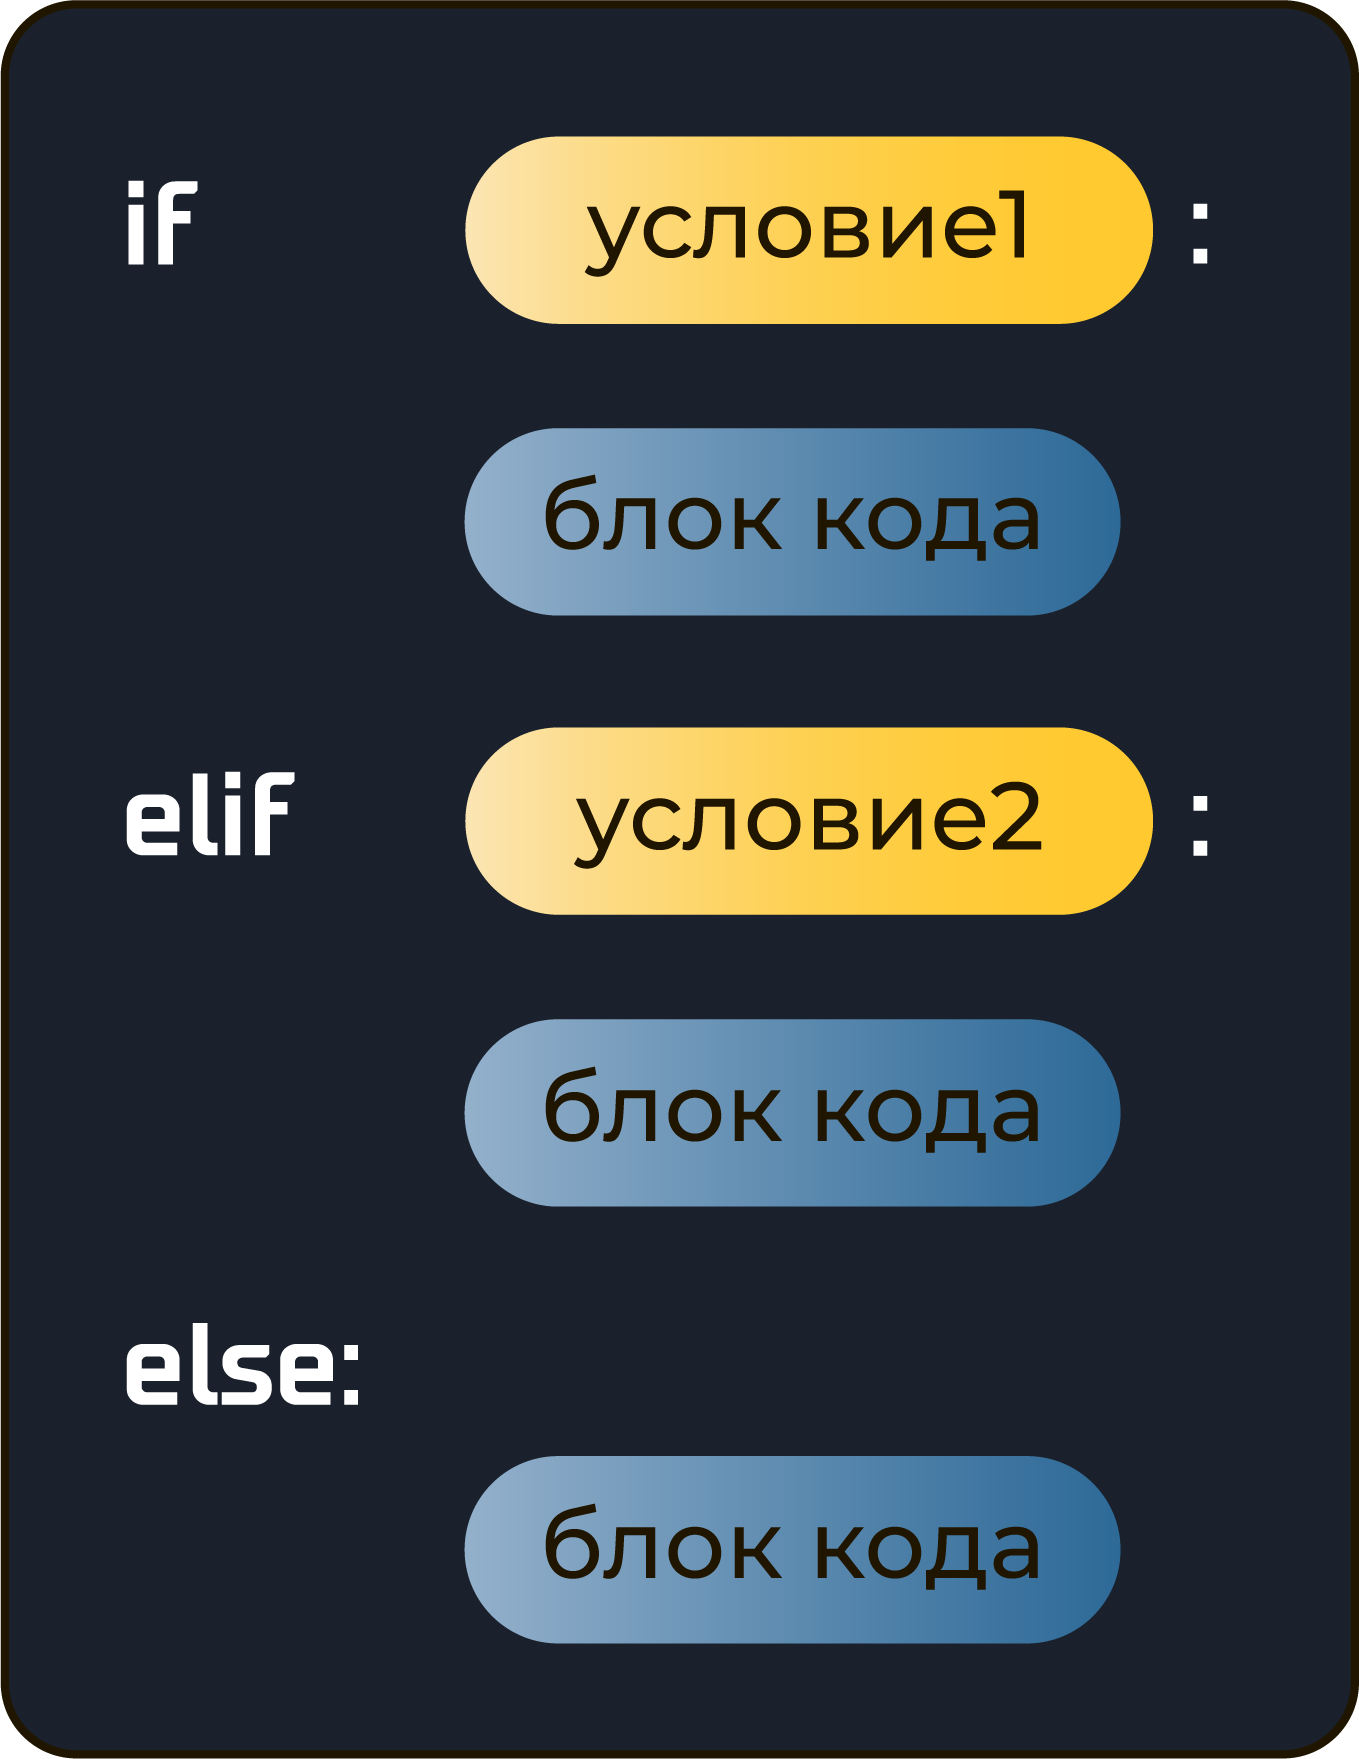 if условие1 :
блок кода
elif условие2 :
блок кода
else:
блок кода